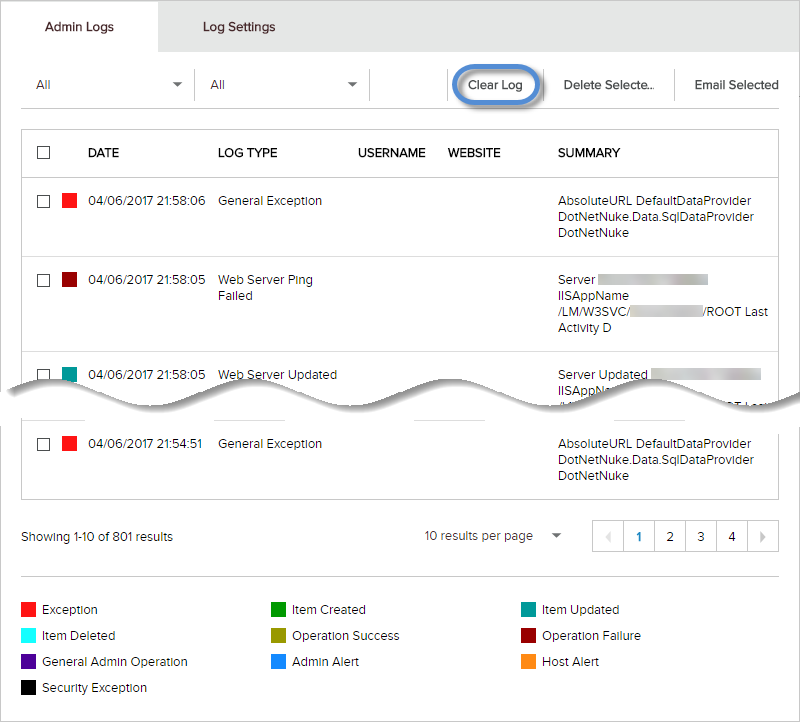 Admin Logs
Log Settings
All
All
Clear Log
Delete Selecte...
Email Selected
DATE
LOG TYPE
USERNAME
WEBSITE
SUMMARY
04/06/2017 21:58:06
General Exception
AbsoluteURL DefaultDataProvider
DotNetNuke.Data.SqlDataProvider
DotNetNuke
04/06/2017 21:58:05
Web Server Ping
Failed
Server
IISAppName
/LM/W3SVC/ /ROOT Last
Activity D
04/06/2017 21:58:05
Web Server Updated
Server Updated
IISAppName
04/06/2017 21:54:51
General Exception
AbsoluteURL DefaultDataProvider
DotNetNuke.Data.SqlDataProvider
DotNetNuke
Showing 1-10 of 801 results
10 results per page
1
2
3
4
Exception
Item Created
Item Updated
Item Deleted
Operation Success
Operation Failure
General Admin Operation
Admin Alert
Host Alert
Security Exception